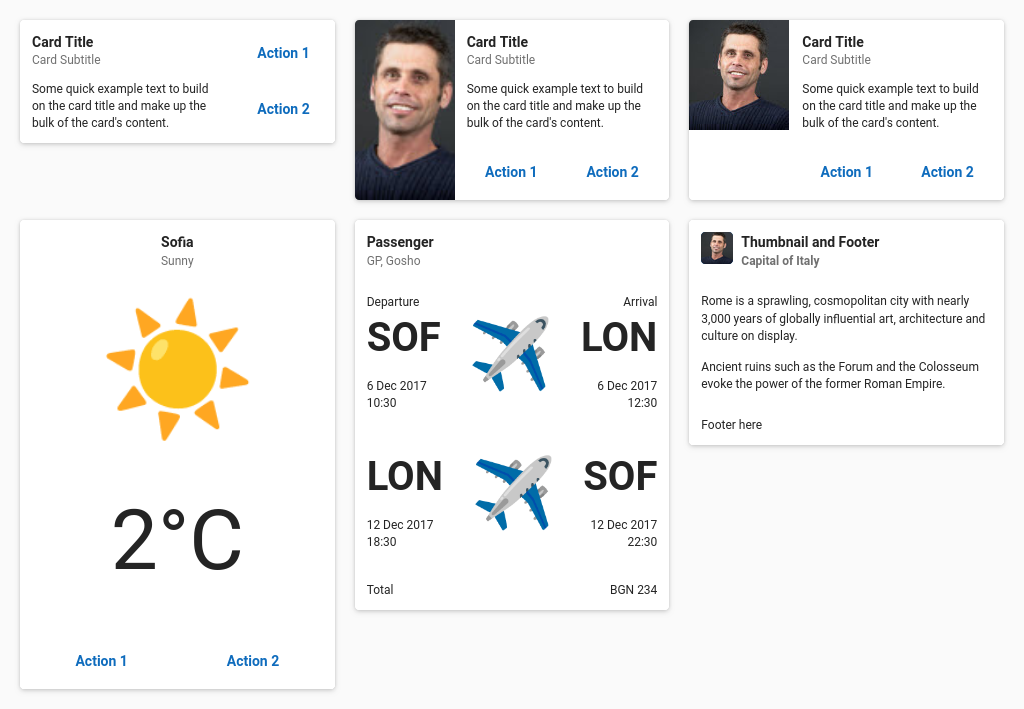 Card Title
Card Subtitle
Some quick example text to build
on the card title and make up the
bulk of the card's content.
Action 1
Action 2
Card Title
Card Subtitle
Some quick example text to build
on the card title and make up the
bulk of the card's content.
Action 1 Action 2
Card Title
Card Subtitle
Some quick example text to build
on the card title and make up the
bulk of the card's content.
Action 1 Action 2
Sofia
Sunny
2°C
Action 1 Action 2
Passenger
GP, Gosho
Departure Arrival
SOF LON
6 Dec 2017 6 Dec 2017
10:30 12:30
LON SOF
12 Dec 2017 12 Dec 2017
18:30 22:30
Total BGN 234
Thumbnail and Footer
Capital of Italy
Rome is a sprawling, cosmopolitan city with nearly
3,000 years of globally influential art, architecture and
culture on display.
Ancient ruins such as the Forum and the Colosseum
evoke the power of the former Roman Empire.
Footer here